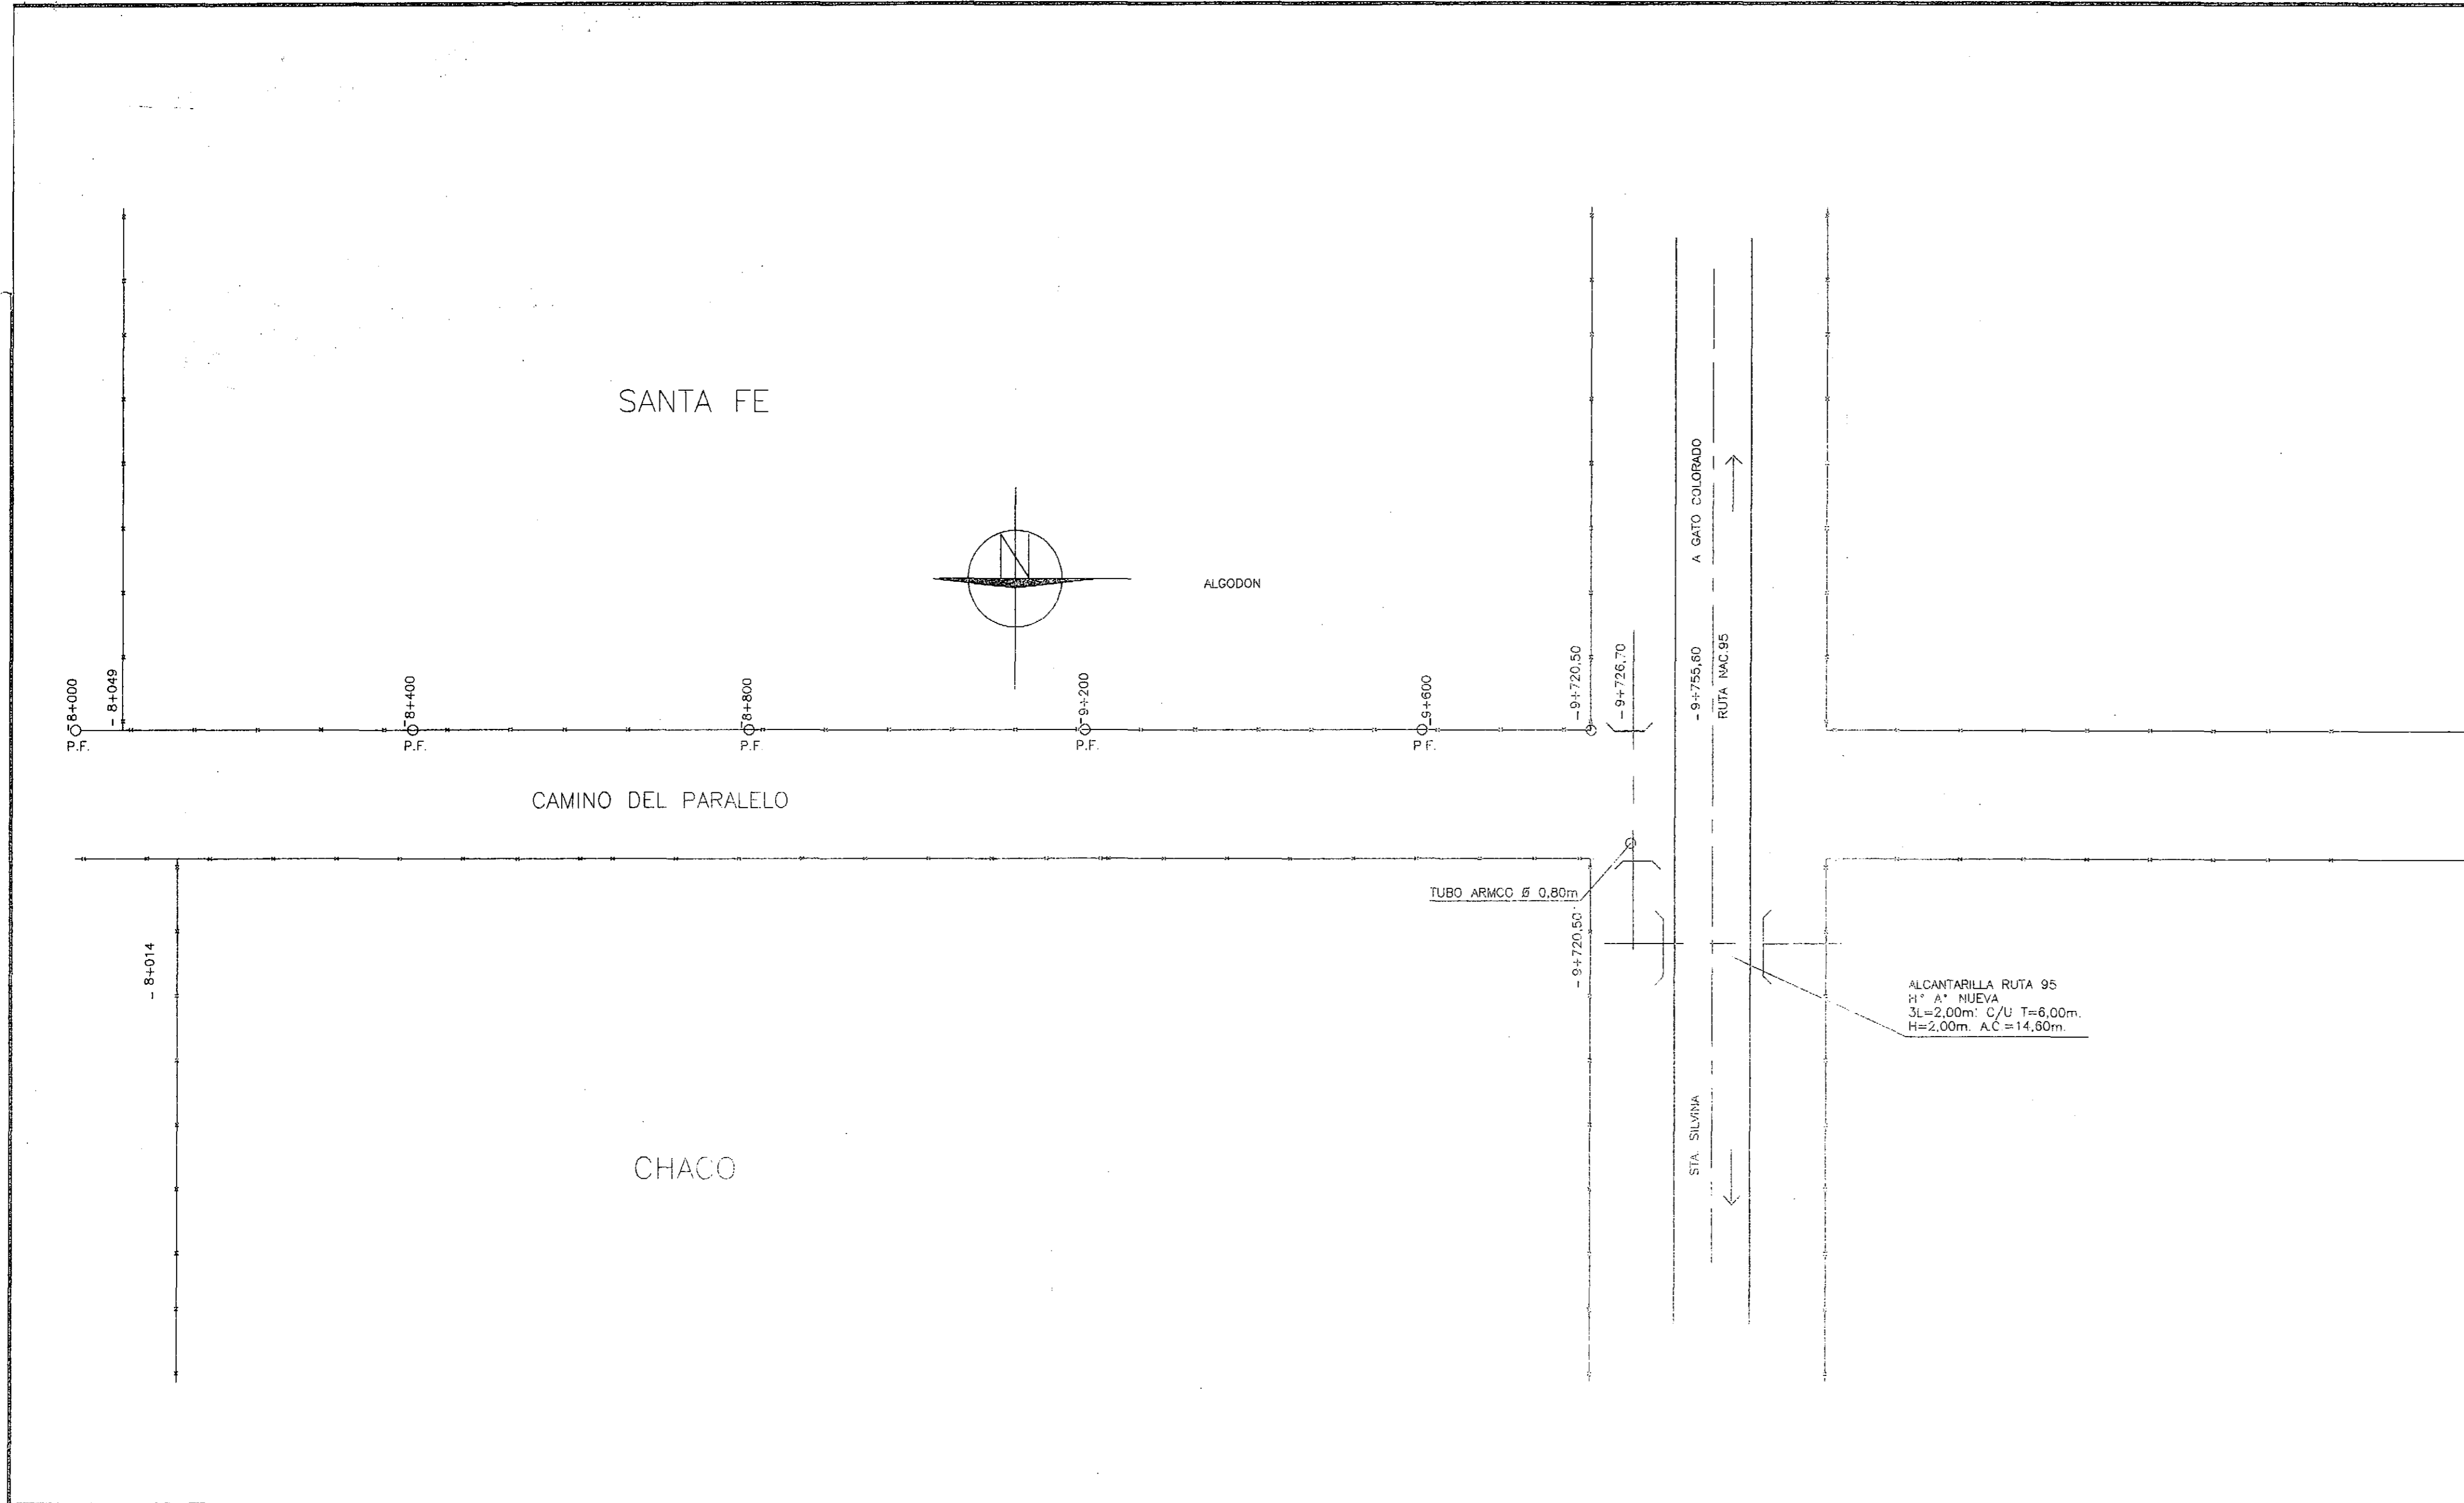 SANTA FE
A GATO COLORADO
N
ALGODON
-8+000
- 8+049
-8+400
-8+800
-9+200
-9+600
-9+720,50
-9+726,70
-9+755,60
RUTA NAC.95
P.F.
P.F.
P.F.
P.F.
P.F.
CAMINO DEL PARALELO
TUBO ARMCO Ø 0,80m
- 8+014
-9+720,50
ALCANTARILLA RUTA 95
H° A° NUEVA
3L=2,00m. C/U T=6,00m.
H=2,00m. A.C.=14,60m.
STA. SILVINA
CHACO